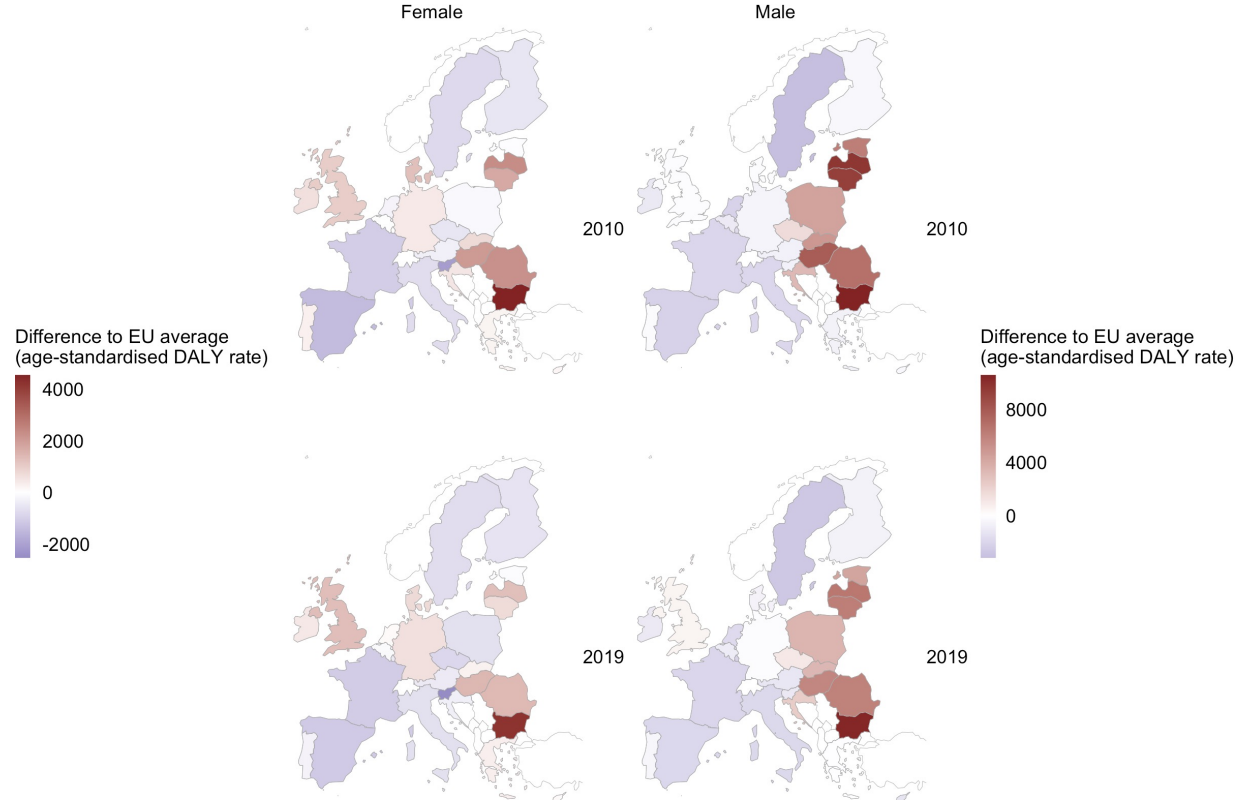 Female
Male
2010
2010
Difference to EU average
(age-standardised DALY rate)
4000
2000
0
-2000
Difference to EU average
(age-standardised DALY rate)
8000
4000
0
2019
2019